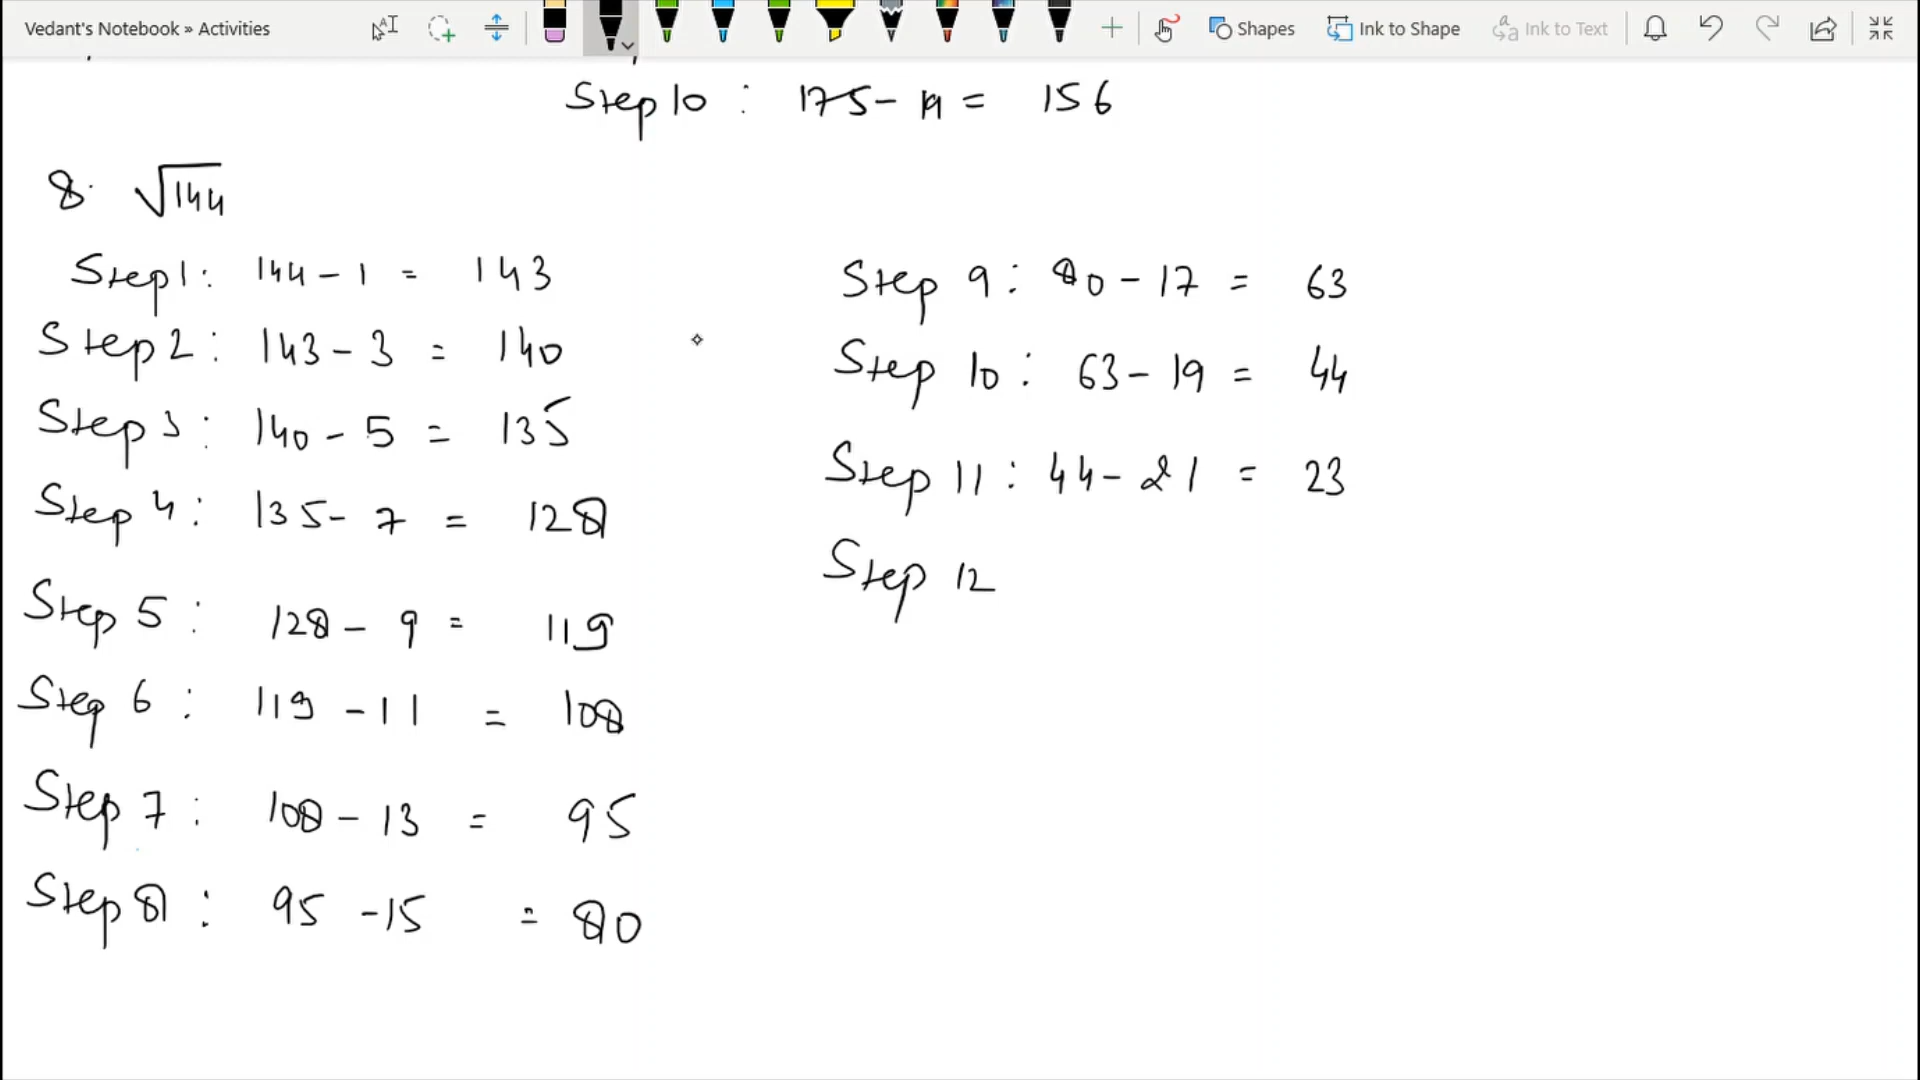 Vedant's Notebook » Activities
Shapes
Ink to Shape
Ink to Text
Step 10 : 175 - 19 = 156
8. √144
Step 1 : 144 - 1 = 143
Step 2 : 143 - 3 = 140
Step 3 : 140 - 5 = 135
Step 4 : 135 - 7 = 128
Step 5 : 128 - 9 = 119
Step 6 : 119 - 11 = 108
Step 7 : 108 - 13 = 95
Step 8 : 95 - 15 = 80
Step 9 : 80 - 17 = 63
Step 10 : 63 - 19 = 44
Step 11 : 44 - 21 = 23
Step 12